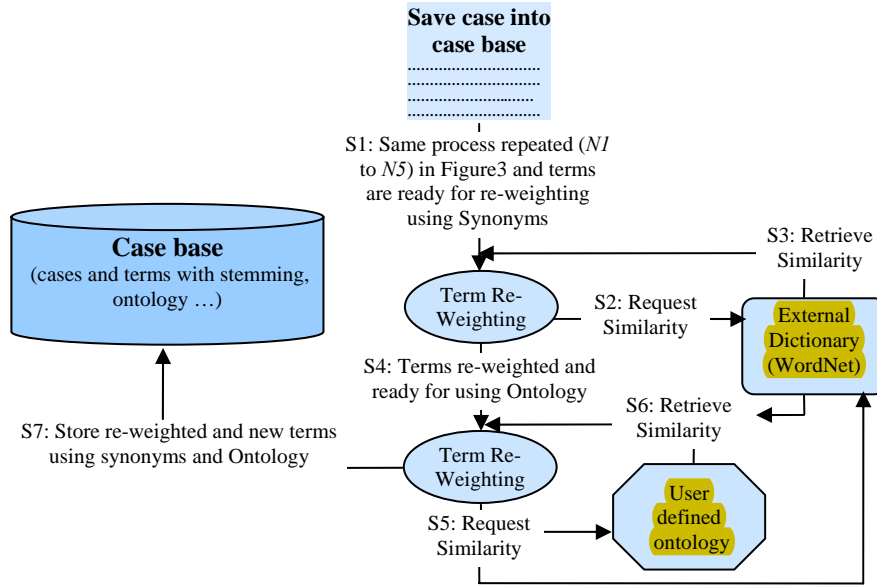 Save case into
case base
................................
................................
........................…......
................................
S1: Same process repeated (N1
to N5) in Figure3 and terms
are ready for re-weighting
using Synonyms
Case base
(cases and terms with stemming,
ontology …)
S3: Retrieve
Similarity
Term Re-
Weighting
S2: Request
Similarity
External
Dictionary
(WordNet)
S4: Terms re-weighted and
ready for using Ontology
S6: Retrieve
Similarity
S7: Store re-weighted and new terms
using synonyms and Ontology
Term Re-
Weighting
User
defined
ontology
S5: Request
Similarity